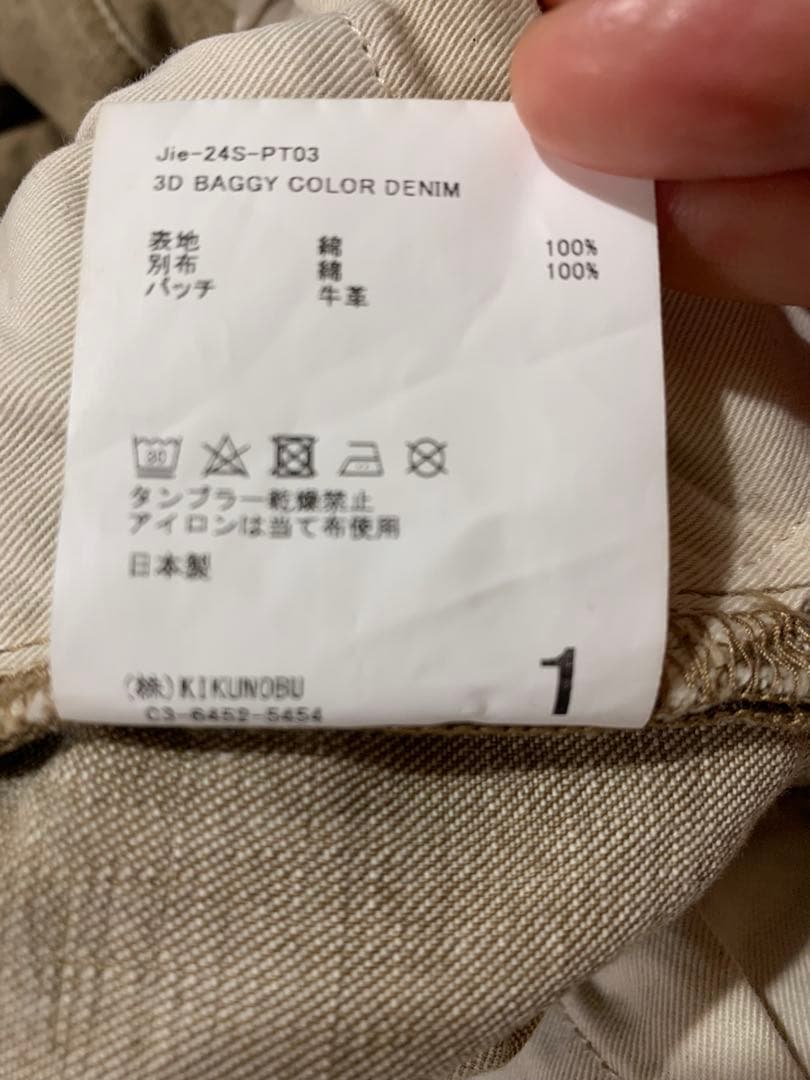 Jie-24S-PT03
3D BAGGY COLOR DENIM
表地 綿 100%
別布 綿 100%
パッチ 牛革
30
タンブラー乾燥禁止
アイロンは当て布使用
日本製
(株)KIKUNOBU
03-6452-5454
1